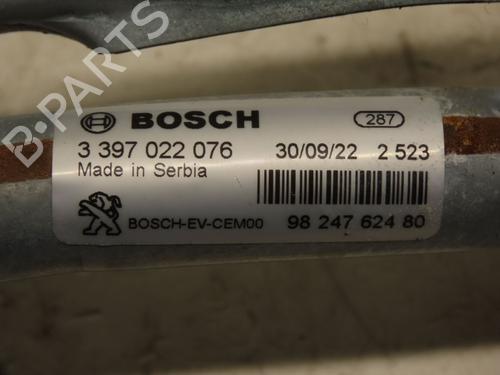 B-PARTS
BOSCH 287
3 397 022 076 30/09/22 2 523
Made in Serbia
BOSCH-EV-CEM00 98 247 624 80